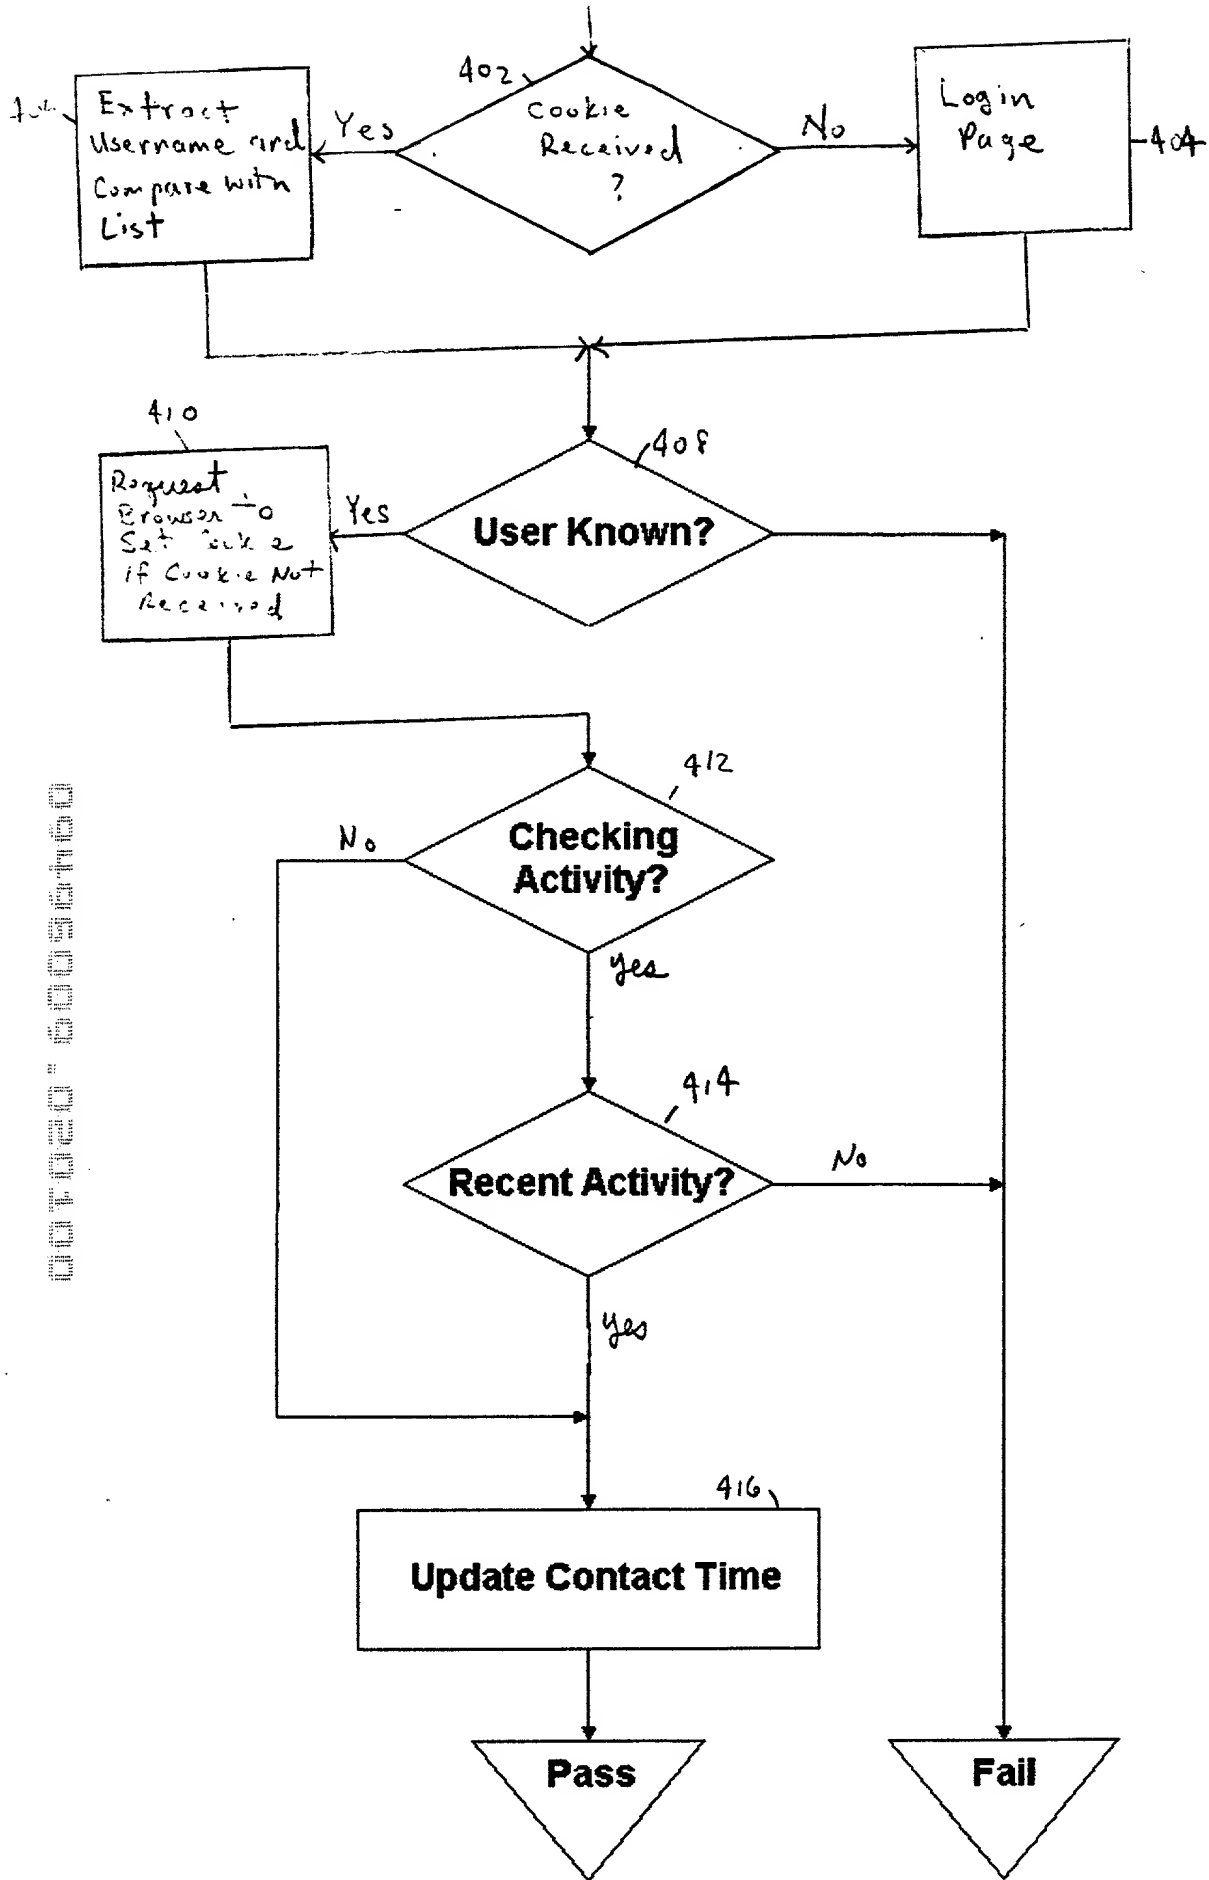 402
Cookie
Received
?
Yes
No
Extract
Username and
Compare with
List
Login
Page
404
410
Request
Browser to
Set Cookie
if Cookie Not
Received
Yes
408
User Known?
412
Checking
Activity?
No
Yes
414
Recent Activity?
No
Yes
416
Update Contact Time
Pass
Fail